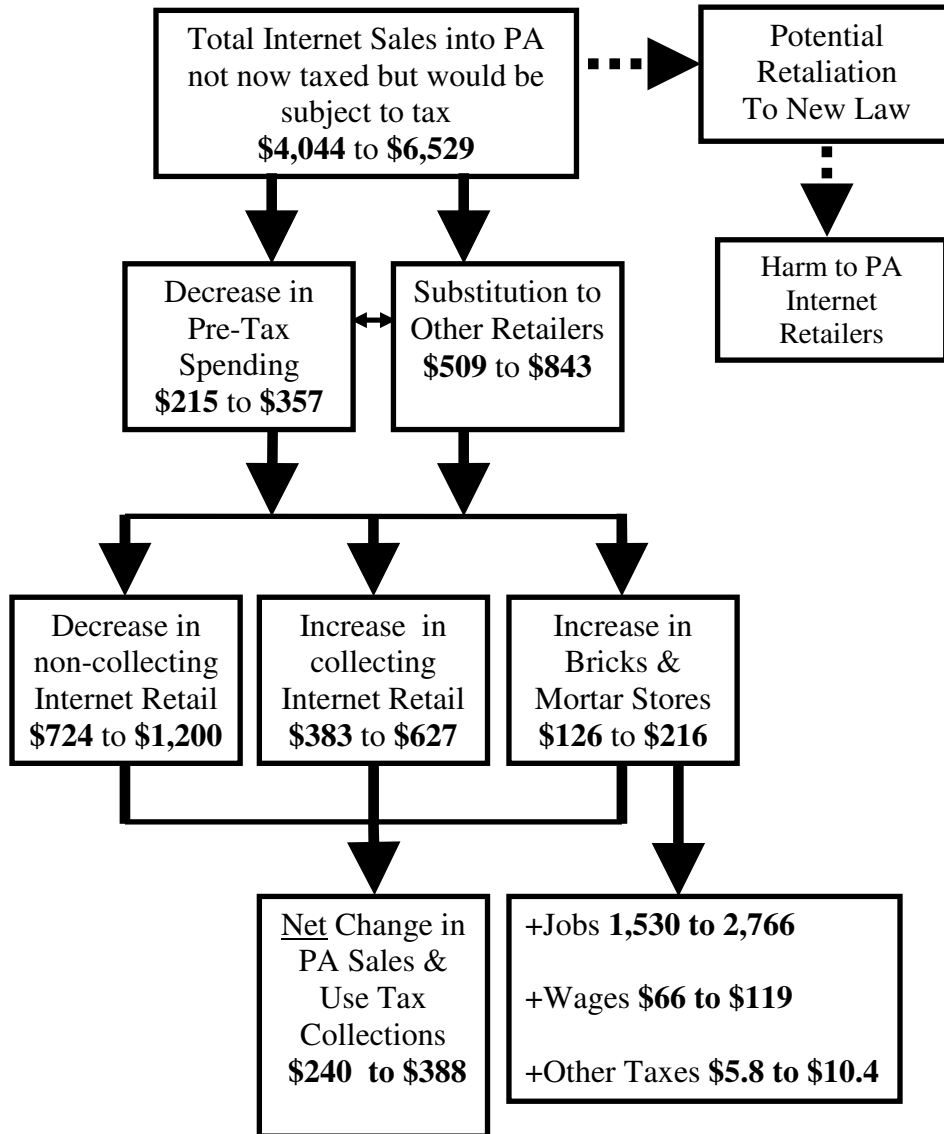 Total Internet Sales into PA
not now taxed but would be
subject to tax
$4,044 to $6,529
Potential
Retaliation
To New Law
Harm to PA
Internet
Retailers
Decrease in
Pre-Tax
Spending
$215 to $357
Substitution to
Other Retailers
$509 to $843
Decrease in
non-collecting
Internet Retail
$724 to $1,200
Increase in
collecting
Internet Retail
$383 to $627
Increase in
Bricks &
Mortar Stores
$126 to $216
Net Change in
PA Sales &
Use Tax
Collections
$240 to $388
+Jobs 1,530 to 2,766
+Wages $66 to $119
+Other Taxes $5.8 to $10.4